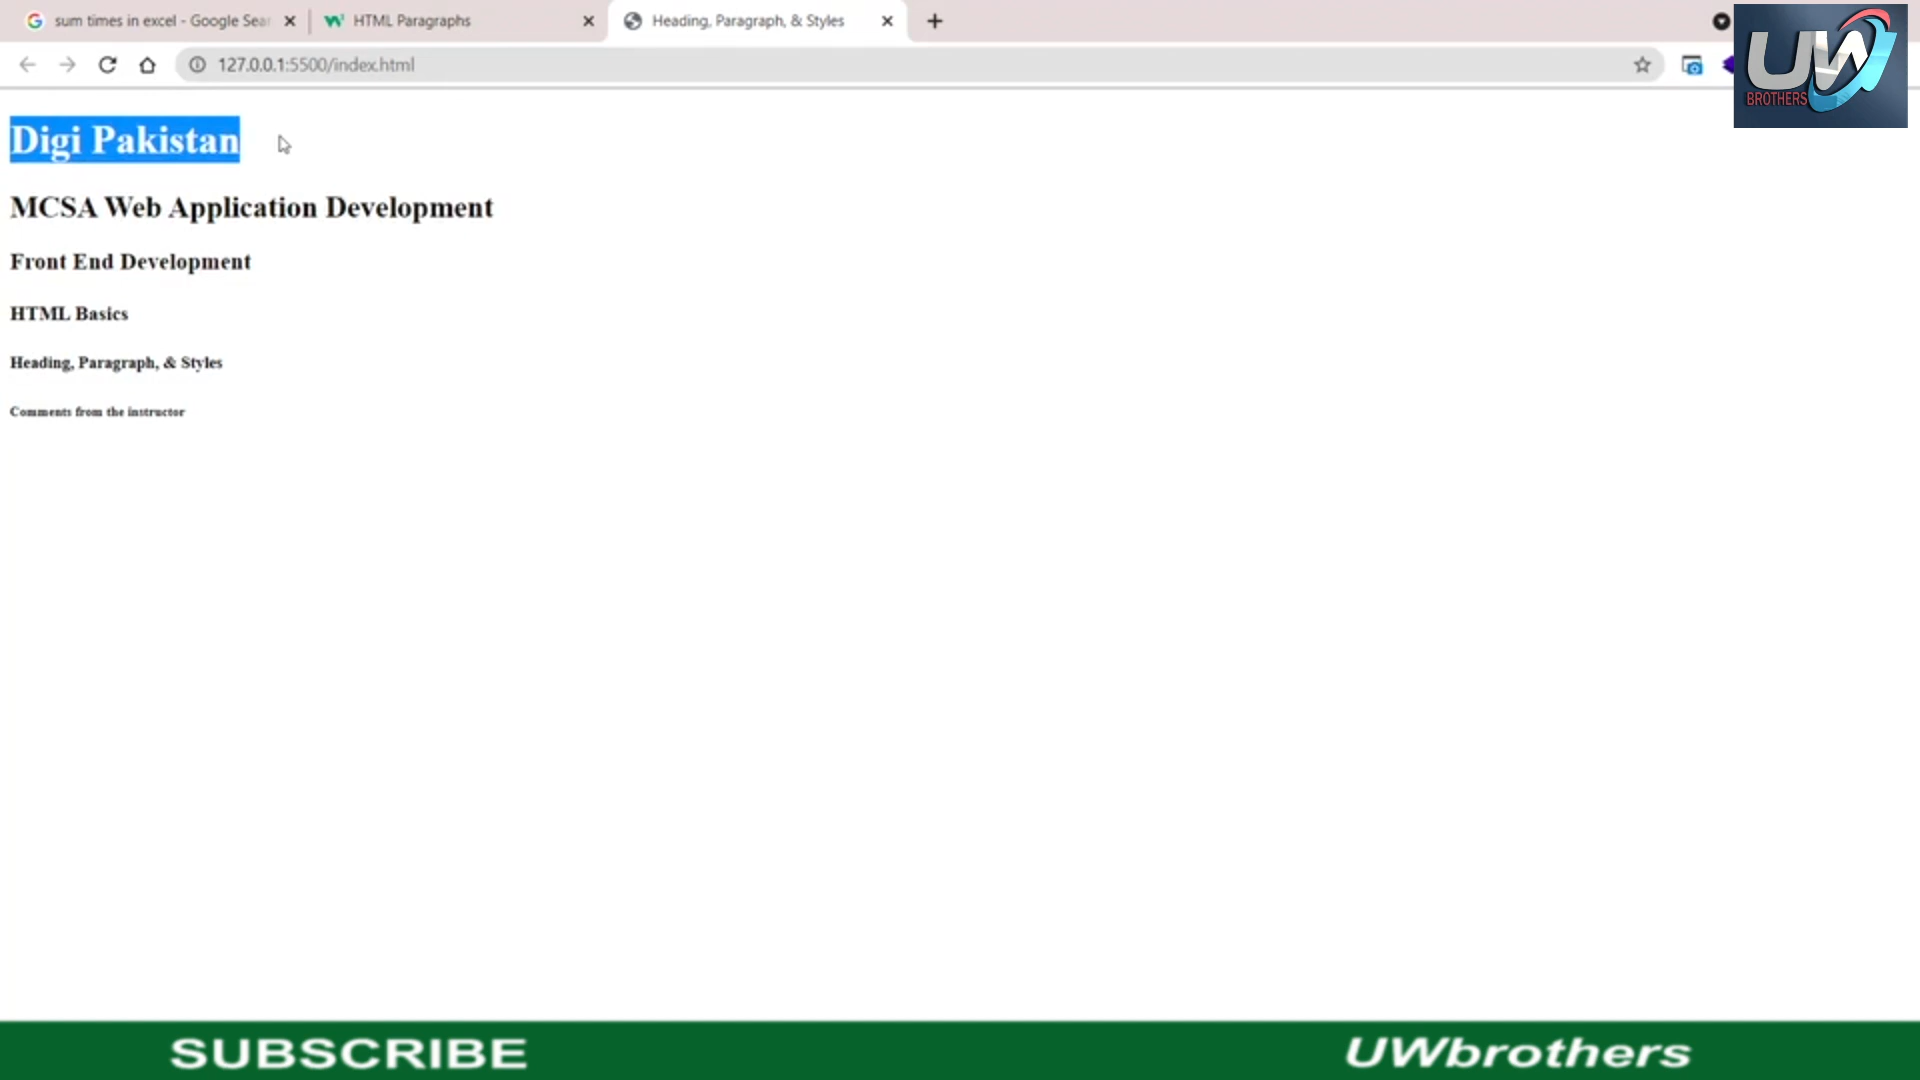 sum times in excel - Google Sear
HTML Paragraphs
Heading, Paragraph, & Styles
127.0.0.1:5500/index.html
UW
BROTHERS
Digi Pakistan
MCSA Web Application Development
Front End Development
HTML Basics
Heading, Paragraph, & Styles
Comments from the instructor
SUBSCRIBE
UWbrothers